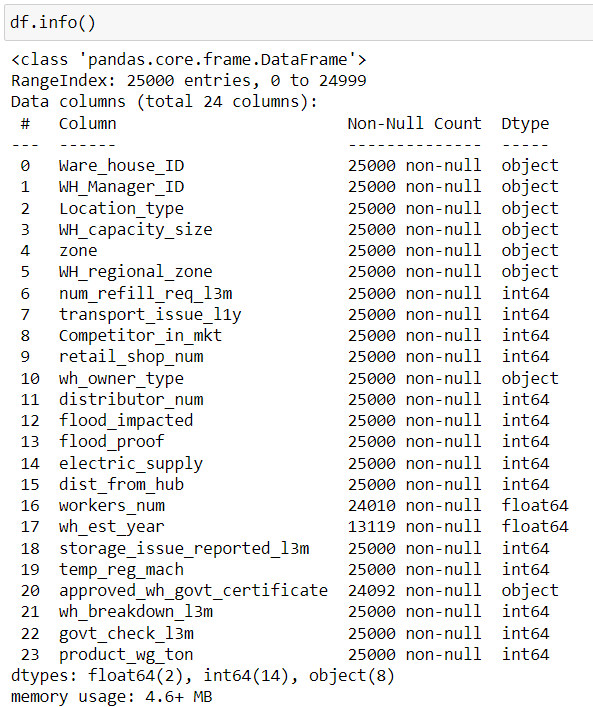 df.info()
<class 'pandas.core.frame.DataFrame'>
RangeIndex: 25000 entries, 0 to 24999
Data columns (total 24 columns):
 #   Column                     Non-Null Count  Dtype
---  ------                     --------------  -----
 0   Ware_house_ID              25000 non-null  object
 1   WH_Manager_ID              25000 non-null  object
 2   Location_type              25000 non-null  object
 3   WH_capacity_size           25000 non-null  object
 4   zone                       25000 non-null  object
 5   WH_regional_zone           25000 non-null  object
 6   num_refill_req_l3m         25000 non-null  int64
 7   transport_issue_l1y        25000 non-null  int64
 8   Competitor_in_mkt          25000 non-null  int64
 9   retail_shop_num            25000 non-null  int64
 10  wh_owner_type              25000 non-null  object
 11  distributor_num            25000 non-null  int64
 12  flood_impacted             25000 non-null  int64
 13  flood_proof                25000 non-null  int64
 14  electric_supply            25000 non-null  int64
 15  dist_from_hub              25000 non-null  int64
 16  workers_num                24010 non-null  float64
 17  wh_est_year                13119 non-null  float64
 18  storage_issue_reported_l3m  25000 non-null  int64
 19  temp_reg_mach              25000 non-null  int64
 20  approved_wh_govt_certificate  24092 non-null  object
 21  wh_breakdown_l3m           25000 non-null  int64
 22  govt_check_l3m             25000 non-null  int64
 23  product_wg_ton             25000 non-null  int64
dtypes: float64(2), int64(14), object(8)
memory usage: 4.6+ MB